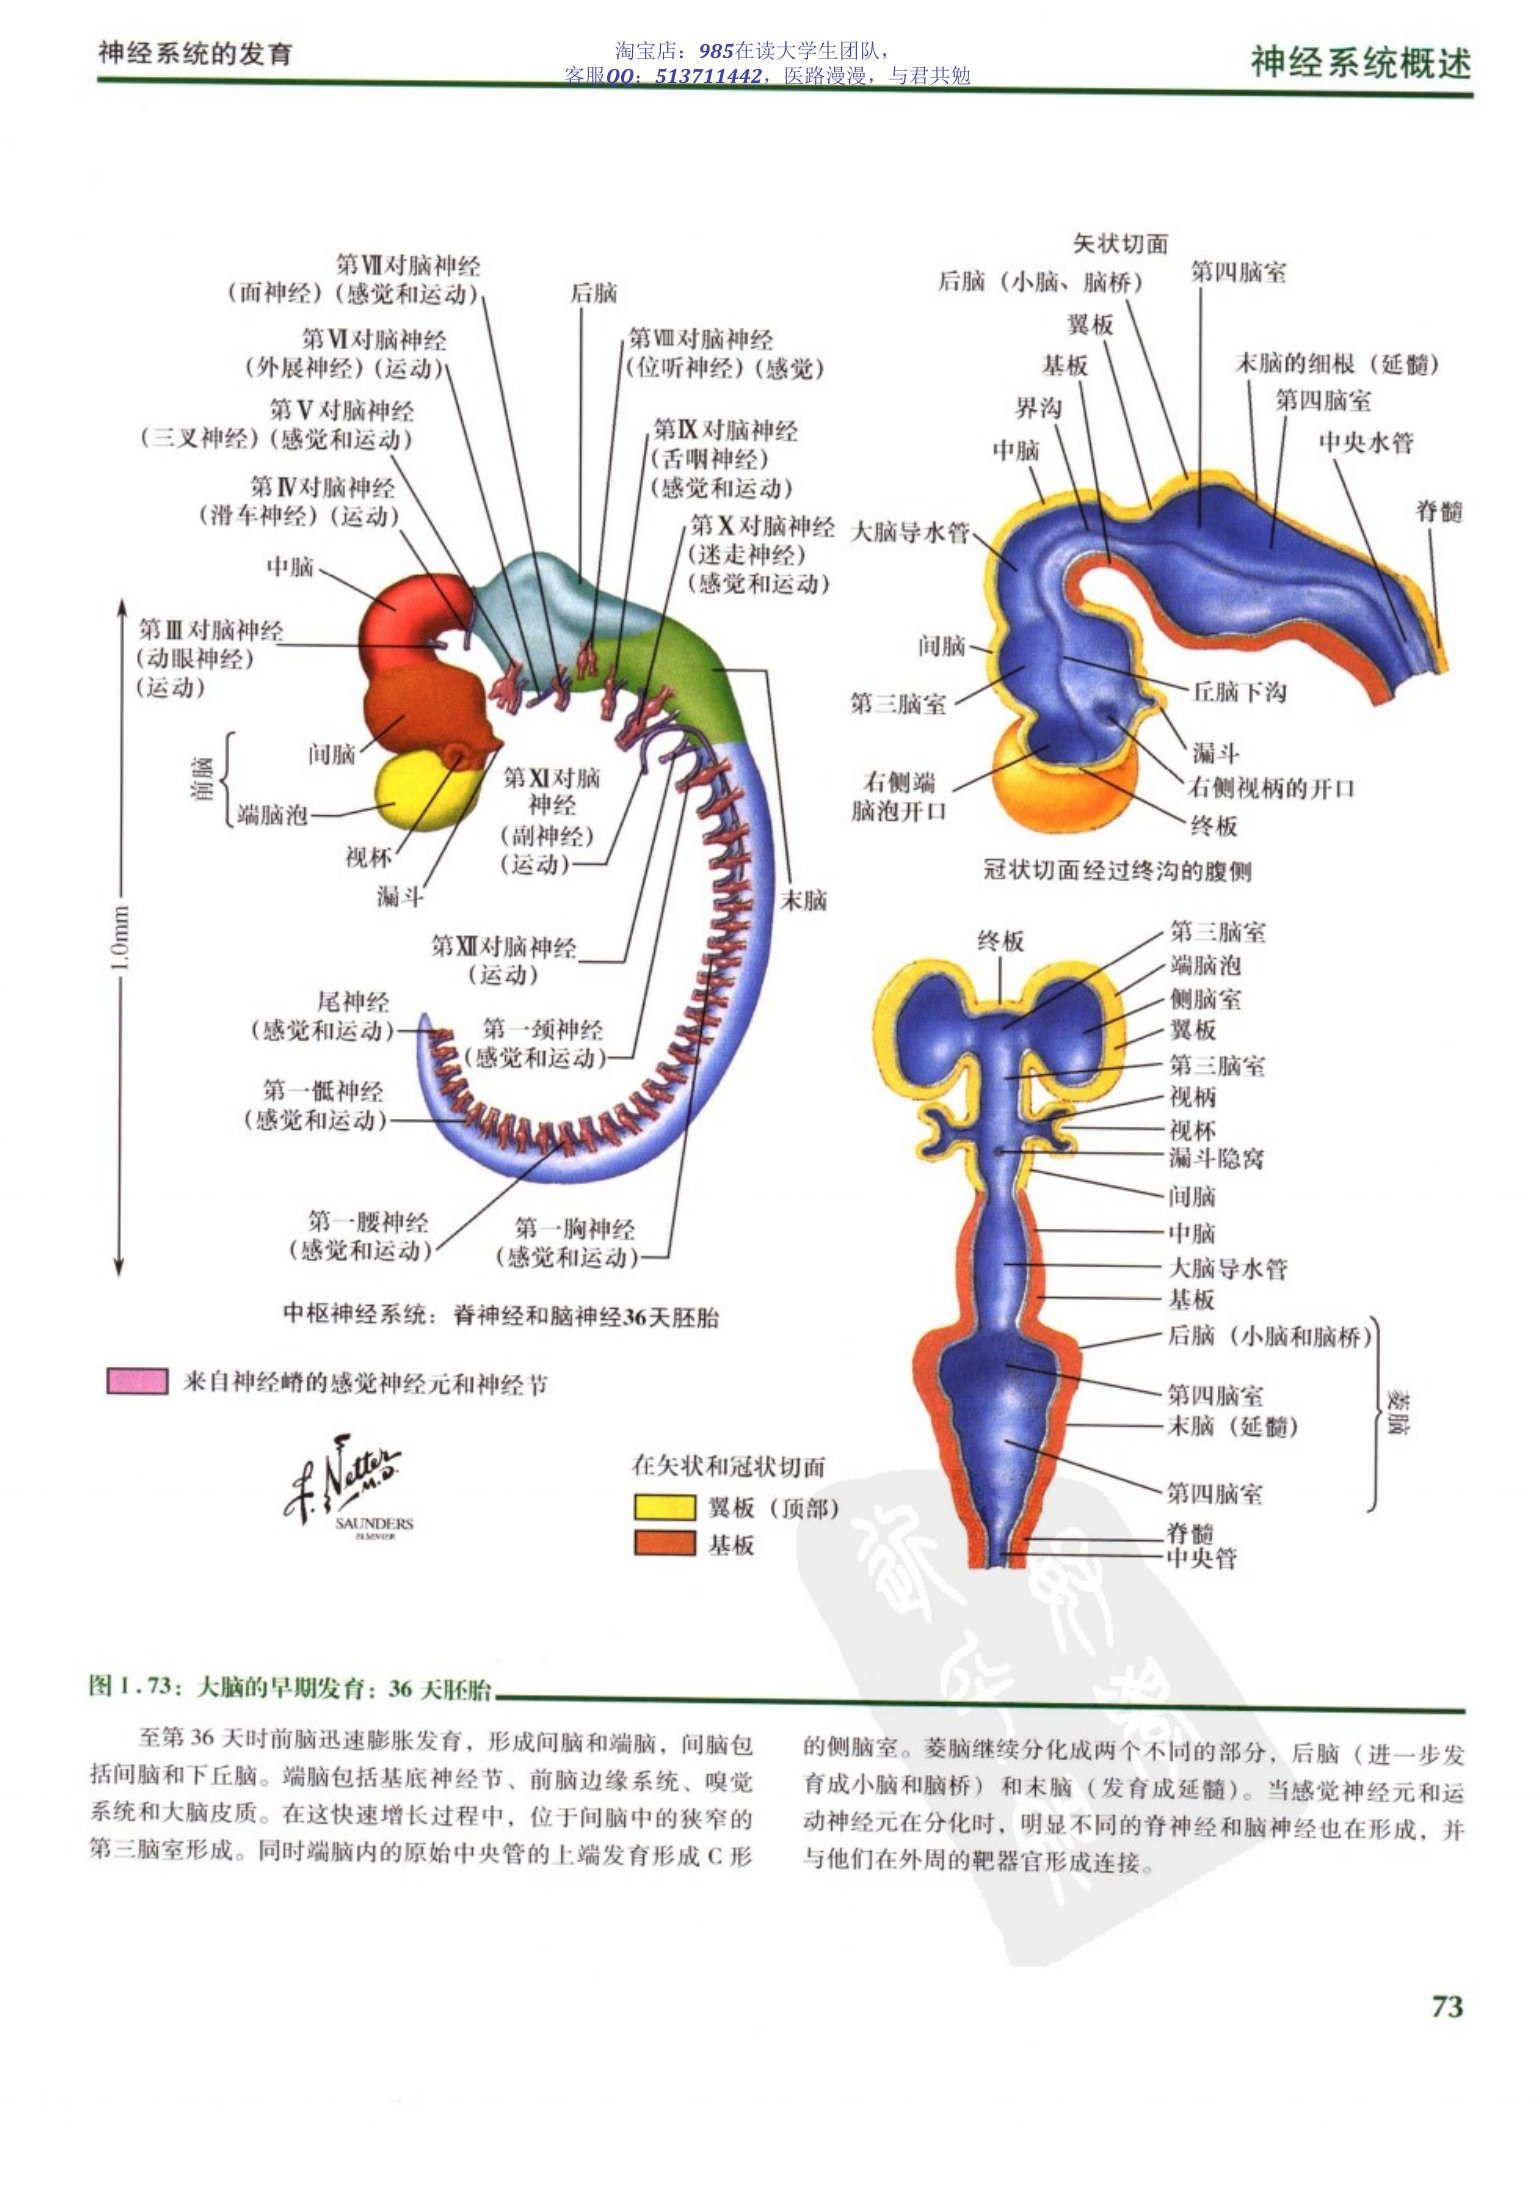 神经系统的发育
淘宝店：985在读大学生团队，
客服QQ：513711442，医路漫漫，与君共勉
神经系统概述
第Ⅶ对脑神经
（面神经）（感觉和运动）
后脑
第Ⅵ对脑神经
（外展神经）（运动）
第Ⅷ对脑神经
（位听神经）（感觉）
第Ⅴ对脑神经
（三叉神经）（感觉和运动）
第Ⅸ对脑神经
（舌咽神经）
（感觉和运动）
第Ⅳ对脑神经
（滑车神经）（运动）
第Ⅹ对脑神经
（迷走神经）
（感觉和运动）
中脑
第Ⅲ对脑神经
（动眼神经）
（运动）
间脑
前脑
端脑泡
视杯
漏斗
第Ⅺ对脑
神经
（副神经）
（运动）
末脑
1.0mm
第Ⅻ对脑神经
（运动）
尾神经
（感觉和运动）
第一颈神经
（感觉和运动）
第一骶神经
（感觉和运动）
第一腰神经
（感觉和运动）
第一胸神经
（感觉和运动）
中枢神经系统：脊神经和脑神经36天胚胎
来自神经嵴的感觉神经元和神经节
F. Netter
M.D.
SAUNDERS
ELSEVIER
矢状切面
后脑（小脑、脑桥）
第四脑室
翼板
基板
末脑的细根（延髓）
界沟
第四脑室
中脑
中央水管
脊髓
大脑导水管
间脑
第三脑室
丘脑下沟
漏斗
右侧端
脑泡开口
右侧视柄的开口
终板
冠状切面经过终沟的腹侧
终板
第三脑室
端脑泡
侧脑室
翼板
第三脑室
视柄
视杯
漏斗隐窝
间脑
中脑
大脑导水管
基板
后脑（小脑和脑桥）
第四脑室
末脑（延髓）
菱脑
第四脑室
脊髓
中央管
在矢状和冠状切面
翼板（顶部）
基板
图 I.73：大脑的早期发育：36 天胚胎
至第 36 天时前脑迅速膨胀发育，形成间脑和端脑，间脑包
括间脑和下丘脑。端脑包括基底神经节、前脑边缘系统、嗅觉
系统和大脑皮质。在这快速增长过程中，位于间脑中的狭窄的
第三脑室形成。同时端脑内的原始中央管的上端发育形成 C 形
的侧脑室。菱脑继续分化成两个不同的部分，后脑（进一步发
育成小脑和脑桥）和末脑（发育成延髓）。当感觉神经元和运
动神经元在分化时，明显不同的脊神经和脑神经也在形成，并
与他们在外周的靶器官形成连接。
73